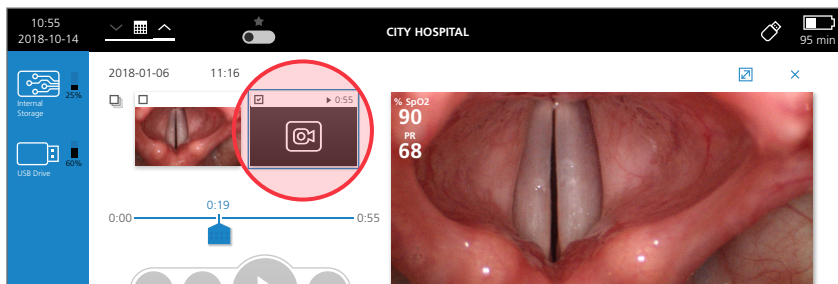 10:55
2018-10-14
CITY HOSPITAL
95 min
Internal
Storage
25%
USB Drive
60%
2018-01-06 11:16
0:55
0:19
0:00
0:55
% SpO2
90
PR
68